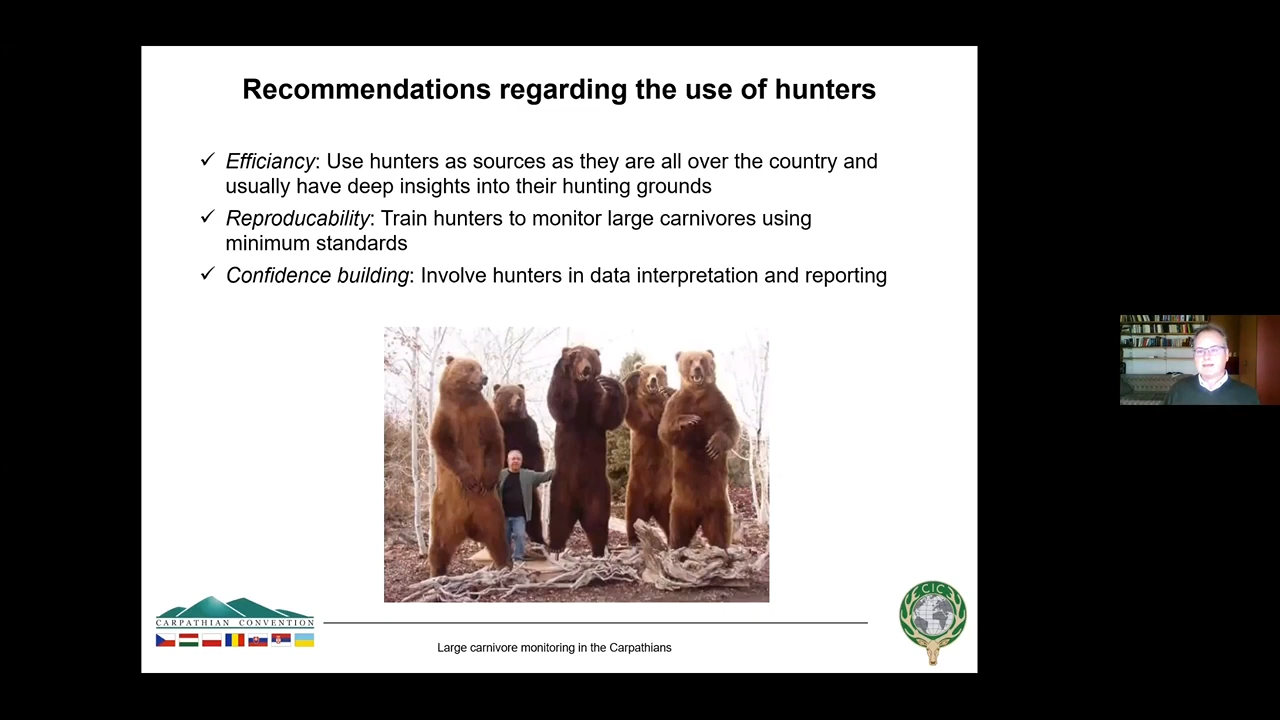 Recommendations regarding the use of hunters
✓ Efficiancy: Use hunters as sources as they are all over the country and
usually have deep insights into their hunting grounds
✓ Reproducability: Train hunters to monitor large carnivores using
minimum standards
✓ Confidence building: Involve hunters in data interpretation and reporting
CARPATHIAN CONVENTION
CIC
Large carnivore monitoring in the Carpathians